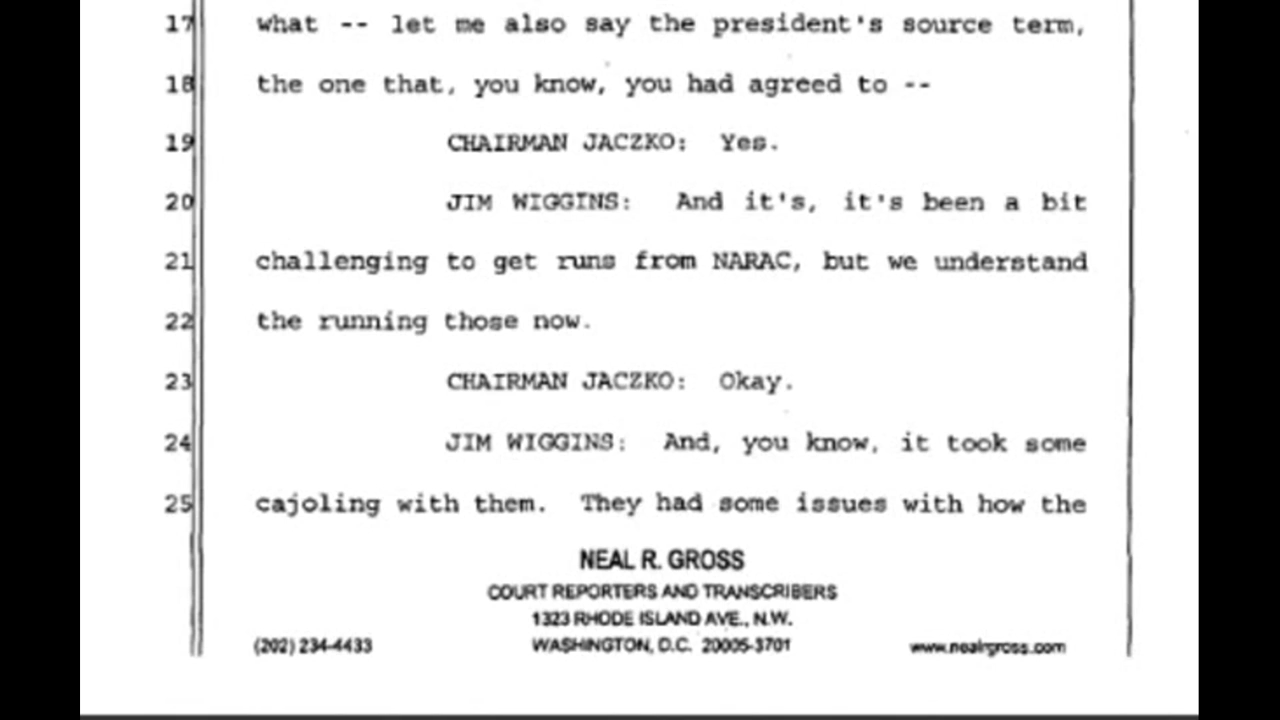 17 what -- let me also say the president's source term,
18 the one that, you know, you had agreed to --
19 CHAIRMAN JACZKO: Yes.
20 JIM WIGGINS: And it's, it's been a bit
21 challenging to get runs from NARAC, but we understand
22 the running those now.
23 CHAIRMAN JACZKO: Okay.
24 JIM WIGGINS: And, you know, it took some
25 cajoling with them. They had some issues with how the
NEAL R. GROSS
COURT REPORTERS AND TRANSCRIBERS
1323 RHODE ISLAND AVE., N.W.
(202) 234-4433 WASHINGTON, D.C. 20005-3701 www.nealrgross.com